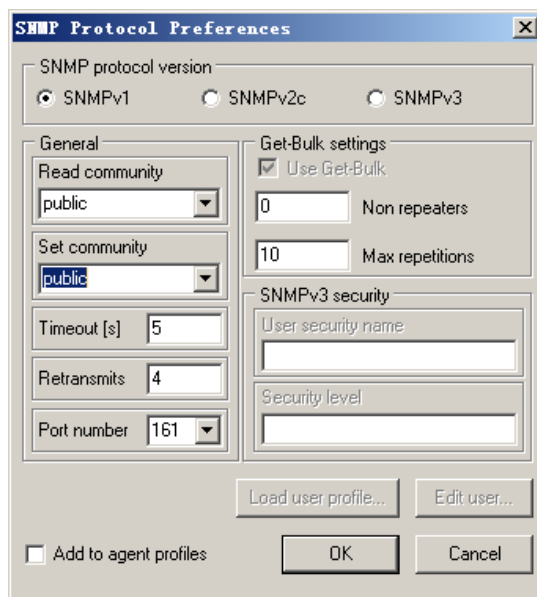 SNMP Protocol Preferences
SNMP protocol version
SNMPv1 SNMPv2c SNMPv3
General
Read community
public
Set community
public
Timeout [s] 5
Retransmits 4
Port number 161
Get-Bulk settings
Use Get-Bulk
0 Non repeaters
10 Max repetitions
SNMPv3 security
User security name
Security level
Load user profile... Edit user...
Add to agent profiles OK Cancel